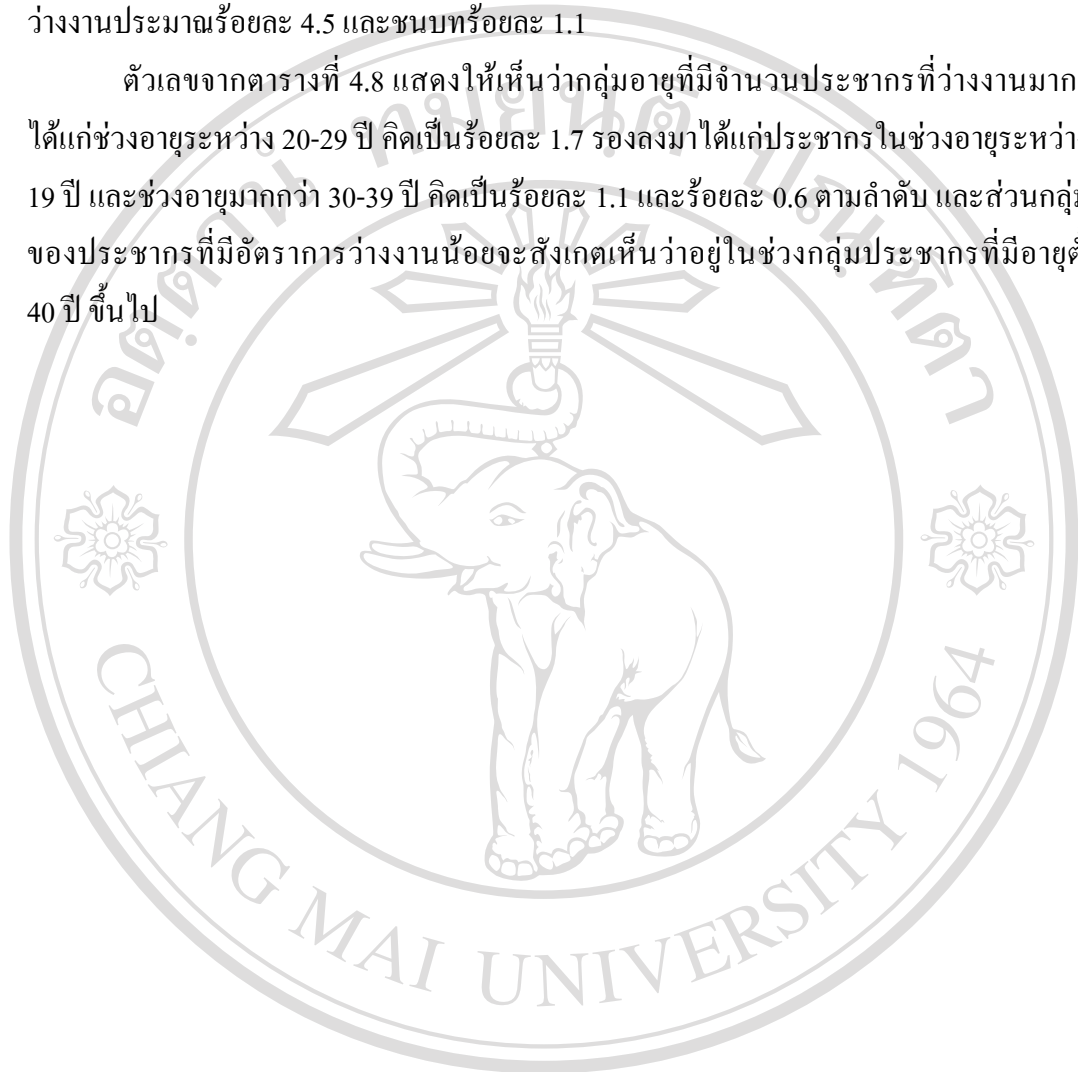 ว่างงานประมาณร้อยละ 4.5 และชนบทร้อยละ 1.1
ตัวเลขจากตารางที่ 4.8 แสดงให้เห็นว่ากลุ่มอายุที่มีจำนวนประชากรที่ว่างงานมาก
ได้แก่ช่วงอายุระหว่าง 20-29 ปี คิดเป็นร้อยละ 1.7 รองลงมาได้แก่ประชากรในช่วงอายุระหว่า
19 ปี และช่วงอายุมากกว่า 30-39 ปี คิดเป็นร้อยละ 1.1 และร้อยละ 0.6 ตามลำดับ และส่วนกลุ่ม
ของประชากรที่มีอัตราการว่างงานน้อยจะสังเกตเห็นว่าอยู่ในช่วงกลุ่มประชากรที่มีอายุ
40 ปี ขึ้นไป
อตฺตานํ ทมยนฺติ ปณฺฑิตา
CHIANG MAI UNIVERSITY 1964